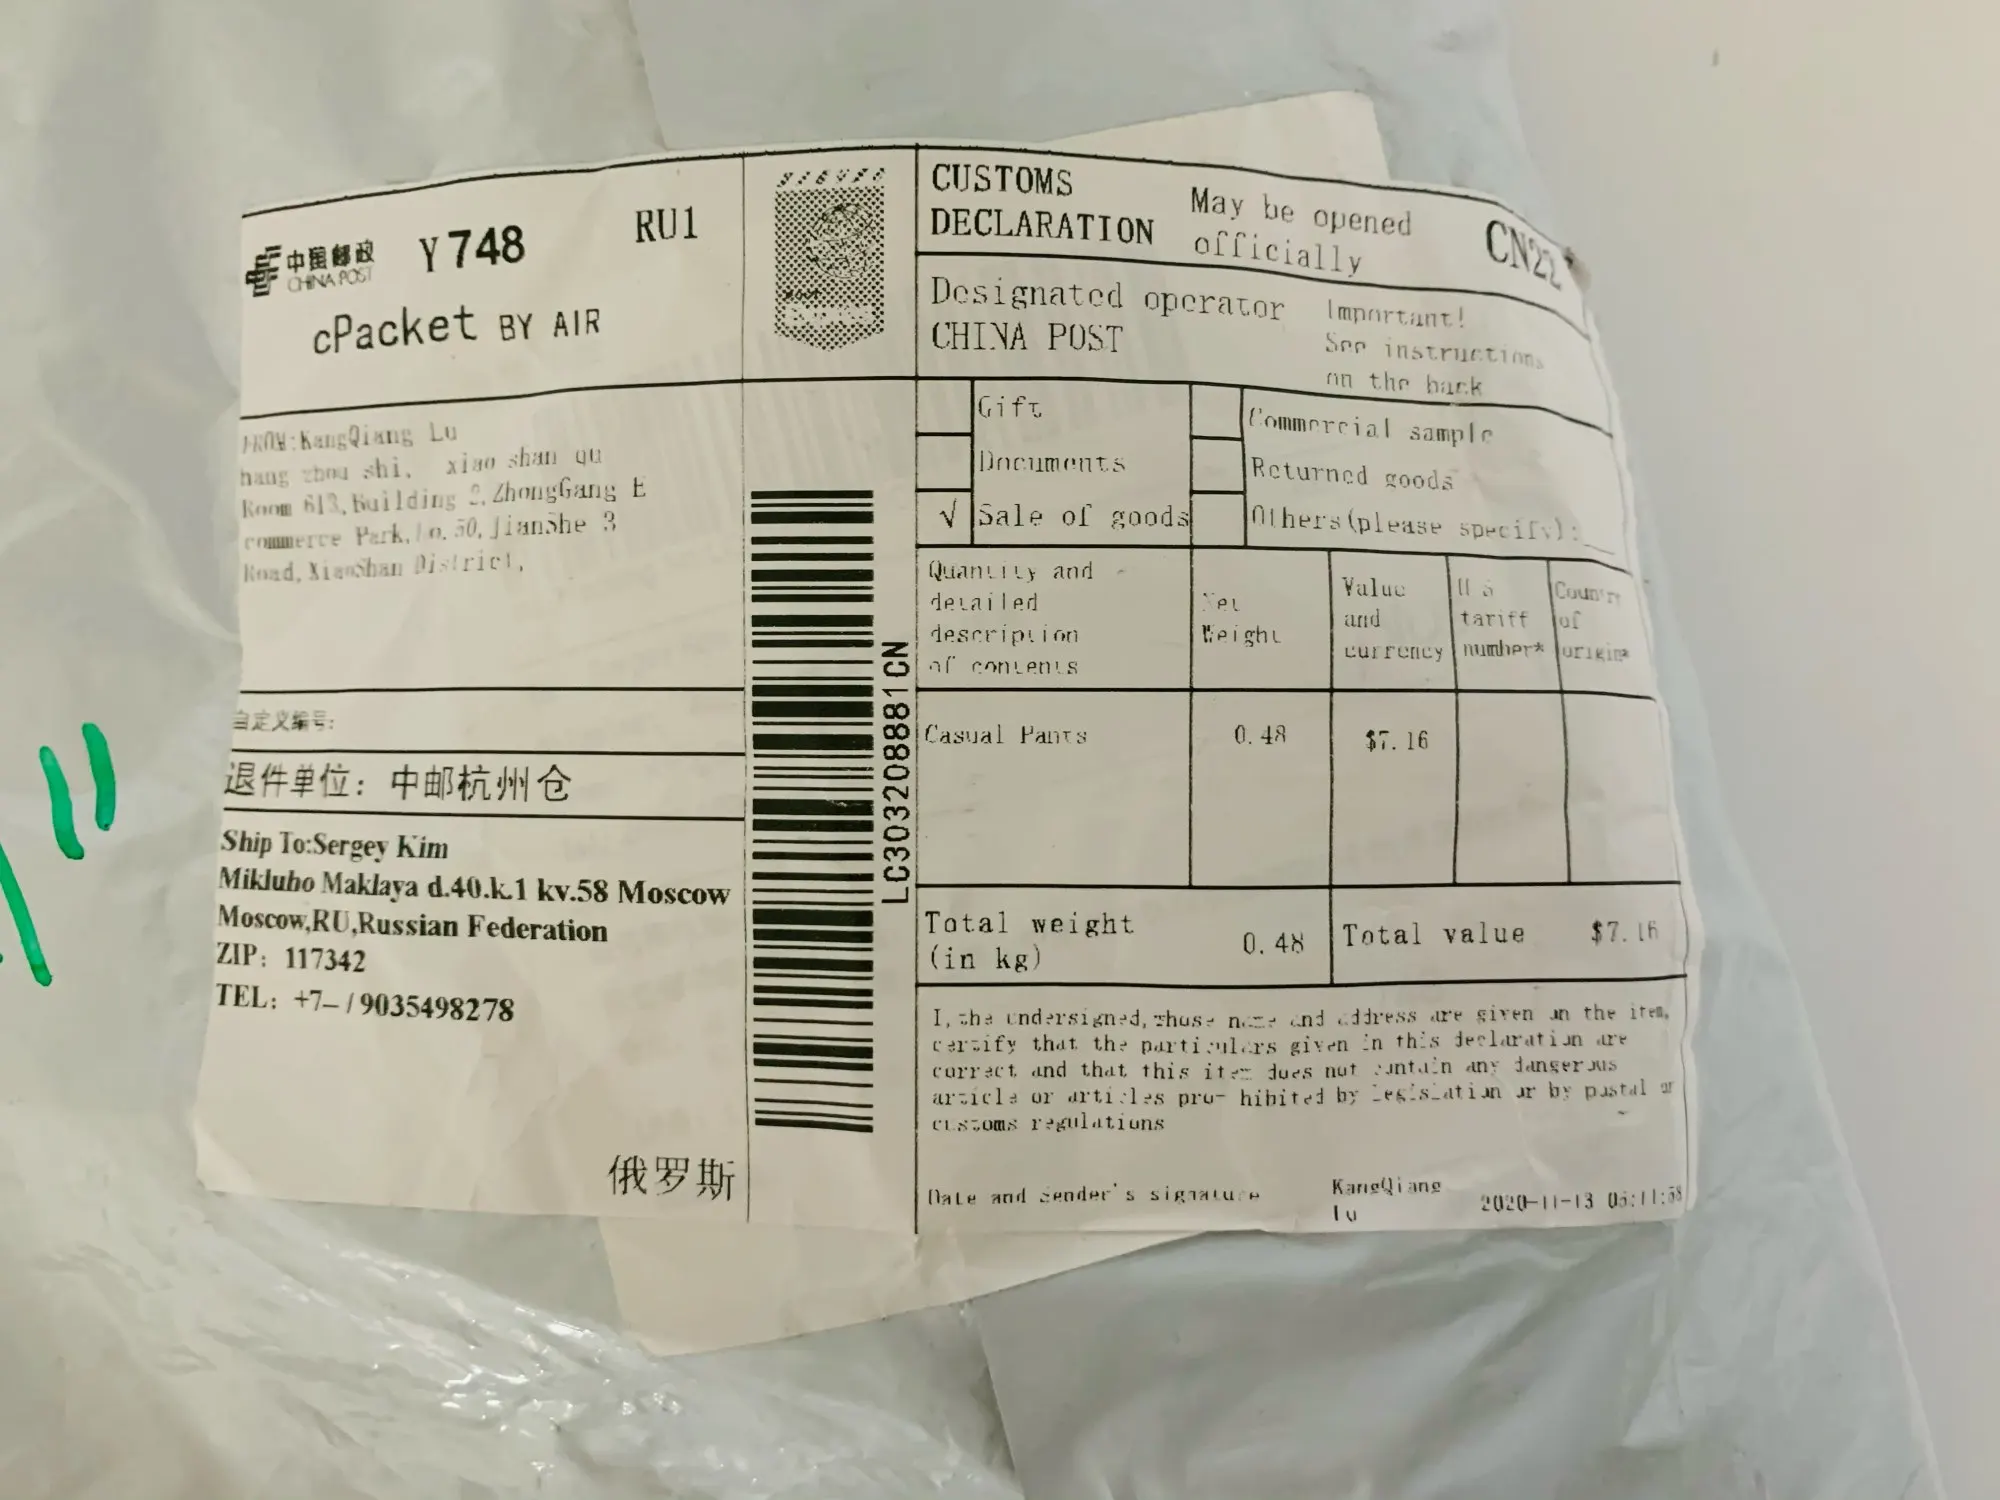 中国邮政
CHINA POST
Y748
RU1
cPacket BY AIR
FROM:KangQiang Lu
hang zhou shi, xiao shan qu
Room 613,Building 2,ZhongGang E
commerce Park,No.50,JianShe 3
Road,XiaoShan District,
自定义编号:
退件单位：中邮杭州仓
Ship To:Sergey Kim
Mikluho Maklaya d.40.k.1 kv.58 Moscow
Moscow,RU,Russian Federation
ZIP：117342
TEL：+7-/9035498278
俄罗斯
LC303208881CN
CUSTOMS
DECLARATION
May be opened
officially
CN22
Designated operator
CHINA POST
Important!
See instructions
on the back
Gift
Documents
√ Sale of goods
Commercial sample
Returned goods
Others(please specify):__
Quantity and
detailed
description
of contents
Net
Weight
Value
and
currency
H S
tariff
number*
Country
of
origin*
Casual Pants 0.48 $7.16
Total weight
(in kg) 0.48
Total value $7.16
I, the undersigned, whose name and address are given on the item,
certify that the particulars given in this declaration are
correct and that this item does not contain any dangerous
article or articles pro- hibited by legislation or by postal or
customs regulations
Date and sender's signature
KangQiang
Lu
2020-11-13